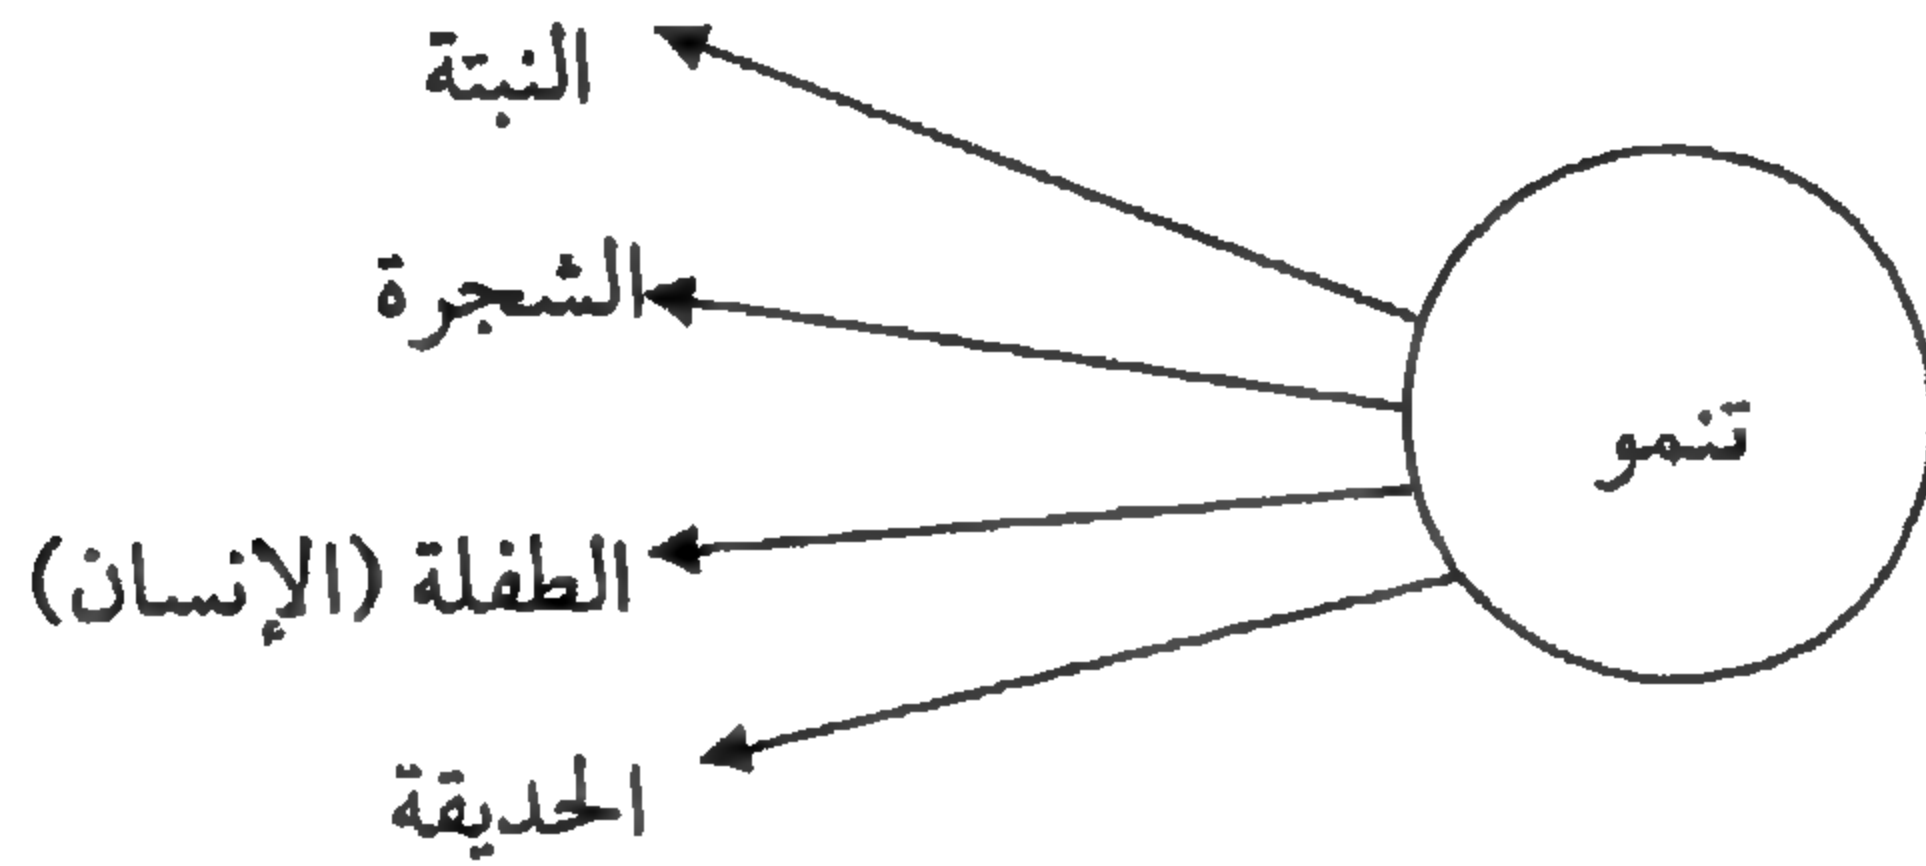 النبتة
الشجرة
تنمو
الطفلة (الإنسان)
الحديقة